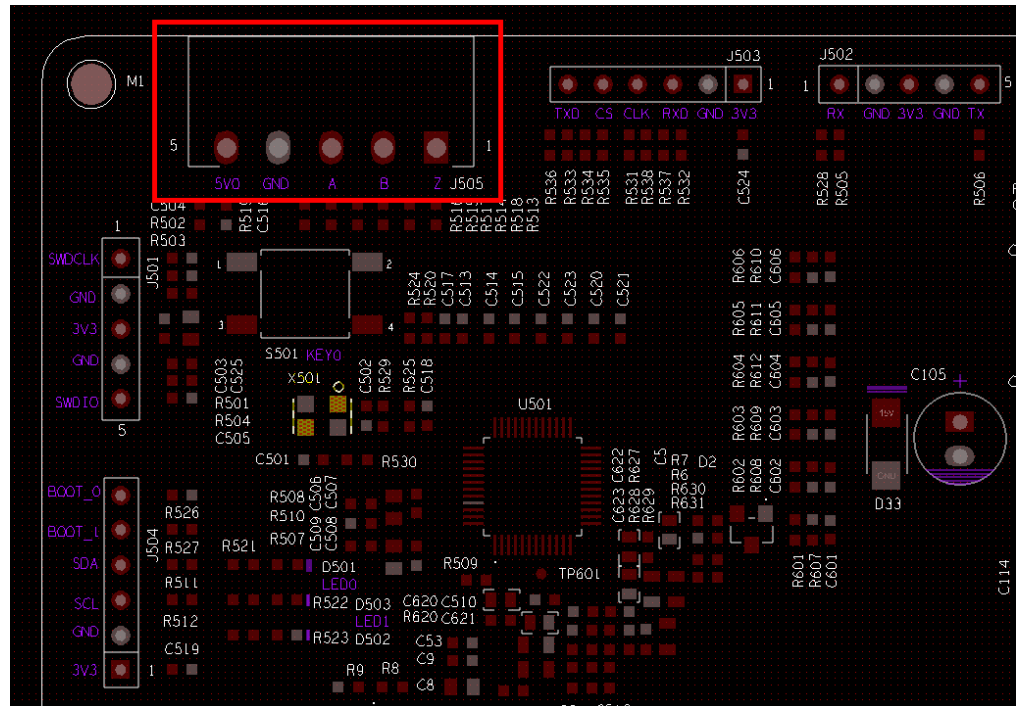 M1
5
1
5V0 GND A B Z J505
J503
1
TXD CS CLK RXD GND 3V3
J502
1
5
RX GND 3V3 GND TX
R536
R533
R534
R535
R531
R538
R537
R532
C524
R528
R505
R506
C504
R502
R503
C516
R518
R513
1
J501
SWDCLK
GND
3V3
GND
SWDIO
5
1
2
3
4
S501 KEY0
R524
R520
C517
C513
C514
C515
C522
C523
C520
C521
R606
R610
C606
R605
R611
C605
R604
R612
C604
R603
R609
C603
R602
R608
C602
R601
R607
C601
C503
C525
X501
C502
R529
R525
C518
R501
R504
C505
U501
C105
+
15V
GND
D33
C501
R530
C114
BOOT_0
BOOT_1
SDA
SCL
GND
3V3
J504
1
R526
R527
R511
R512
C519
R508
R510
R507
C506
C507
C509
C508
R521
D501
LED0
R522
D503
LED1
R523
D502
R509
TP601
C622
R627
C623
R628
R629
C5
R7
D2
R6
R630
R631
C620
C510
R620
C621
C53
C9
C8
R9
R8